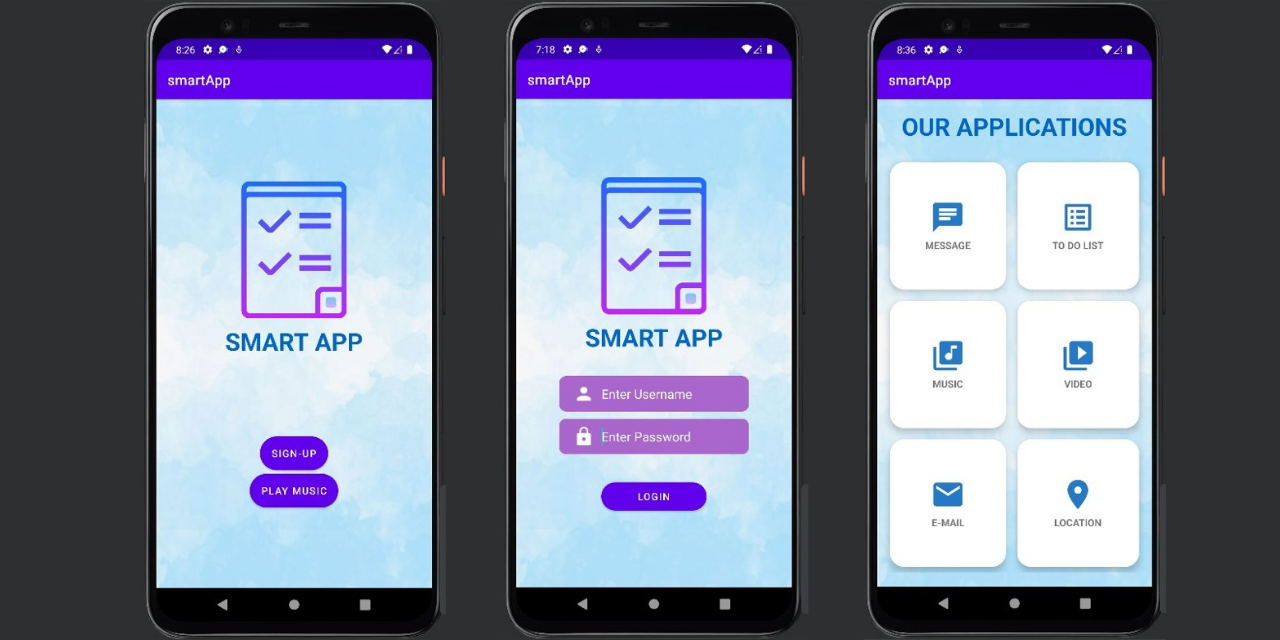 8:26
smartApp
SMART APP
SIGN-UP
PLAY MUSIC
7:18
smartApp
SMART APP
Enter Username
Enter Password
LOGIN
8:36
smartApp
OUR APPLICATIONS
MESSAGE
TO DO LIST
MUSIC
VIDEO
E-MAIL
LOCATION